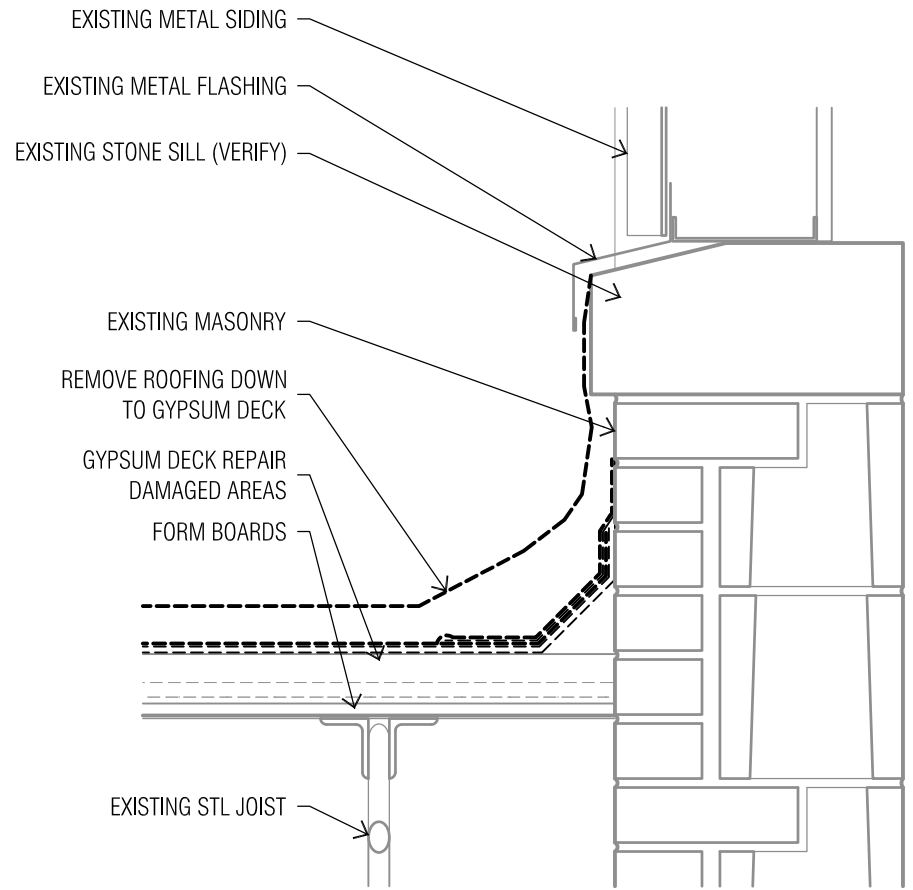 EXISTING METAL SIDING
EXISTING METAL FLASHING
EXISTING STONE SILL (VERIFY)
EXISTING MASONRY
REMOVE ROOFING DOWN
TO GYPSUM DECK
GYPSUM DECK REPAIR
DAMAGED AREAS
FORM BOARDS
EXISTING STL JOIST